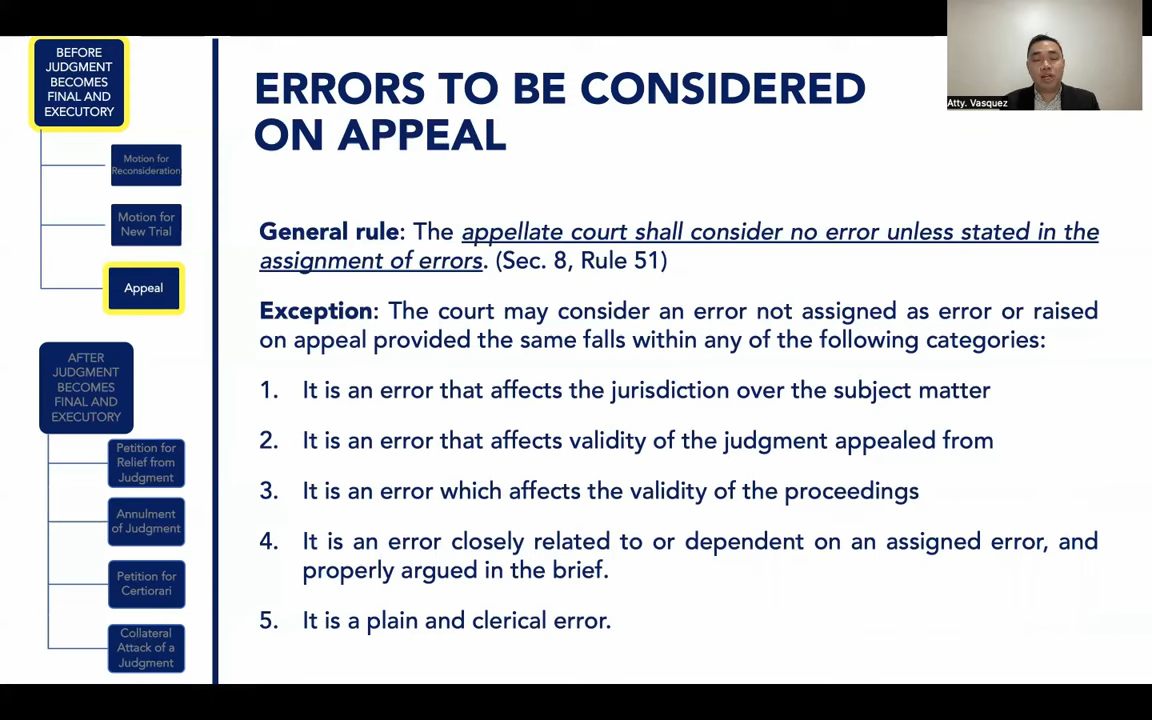 BEFORE
JUDGMENT
BECOMES
FINAL AND
EXECUTORY
Motion for
Reconsideration
Motion for
New Trial
Appeal
AFTER
JUDGMENT
BECOMES
FINAL AND
EXECUTORY
Petition for
Relief from
Judgment
Annulment
of Judgment
Petition for
Certiorari
Collateral
Attack of a
Judgment
ERRORS TO BE CONSIDERED
ON APPEAL
Atty. Vasquez
General rule: The appellate court shall consider no error unless stated in the
assignment of errors. (Sec. 8, Rule 51)
Exception: The court may consider an error not assigned as error or raised
on appeal provided the same falls within any of the following categories:
1. It is an error that affects the jurisdiction over the subject matter
2. It is an error that affects validity of the judgment appealed from
3. It is an error which affects the validity of the proceedings
4. It is an error closely related to or dependent on an assigned error, and
properly argued in the brief.
5. It is a plain and clerical error.